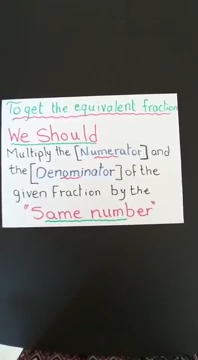 To get the equivalent fraction
We Should
Multiply the [Numerator] and
the [Denominator] of the
given Fraction by the
"Same number"